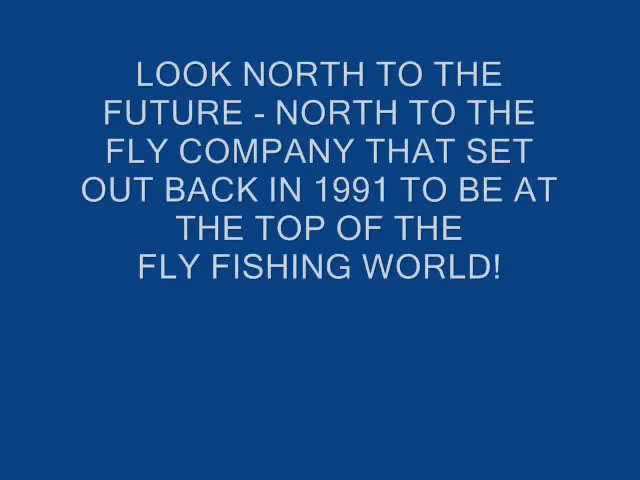 LOOK NORTH TO THE
FUTURE - NORTH TO THE
FLY COMPANY THAT SET
OUT BACK IN 1991 TO BE AT
THE TOP OF THE
FLY FISHING WORLD!